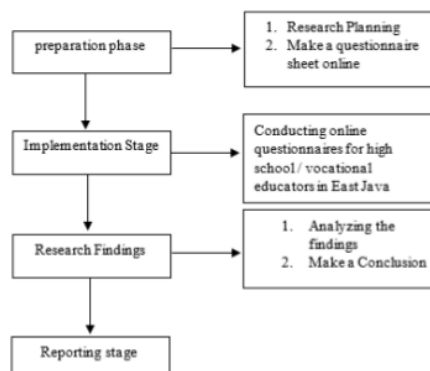 preparation phase
1. Research Planning
2. Make a questionnaire
sheet online
Implementation Stage
Conducting online
questionnaires for high
school / vocational
educators in East Java
Research Findings
1. Analyzing the
findings
2. Make a Conclusion
Reporting stage